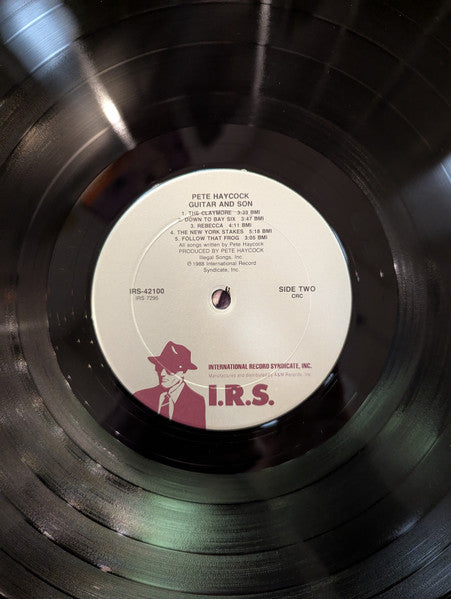 PETE HAYCOCK
GUITAR AND SON
1. THE CLAYMORE 3:39 BMI
2. DOWN TO BAY SIX 3:47 BMI
3. REBECCA 4:11 BMI
4. THE NEW YORK STAKES 5:18 BMI
5. FOLLOW THAT FROG 3:05 BMI
All songs written by Pete Haycock
PRODUCED BY PETE HAYCOCK
Illegal Songs, Inc.
℗1988 International Record
Syndicate, Inc.
IRS-42100
IRS 7296
SIDE TWO
CRC
INTERNATIONAL RECORD SYNDICATE, INC.
Manufactured and distributed by A&M Records, Inc.
I.R.S.